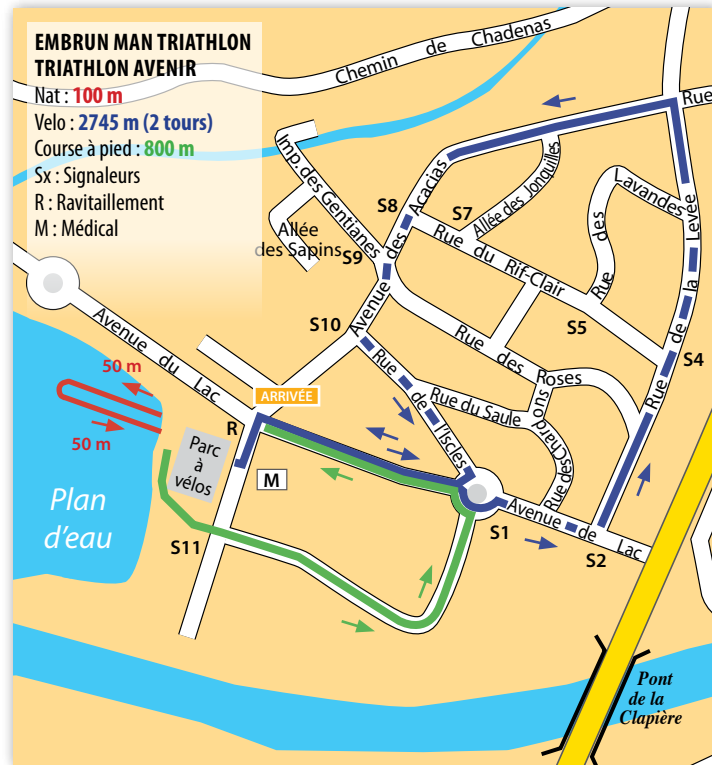 EMBRUN MAN TRIATHLON
TRIATHLON AVENIR
Nat : 100 m
Velo : 2745 m (2 tours)
Course à pied : 800 m
Sx : Signaleurs
R : Ravitaillement
M : Médical
Chemin de Chadenas
Rue
Imp. des Gentianes
Allée des Sapins
S8
S7
S9
Allée des Jonquilles
Avenue des Acacias
Rue des Lavandes
Rue du Rif-Clair
Rue de la Levée
S10
S5
S4
Avenue du Lac
Rue des Roses
Rue de l'Iscles
Rue du Saule
Rue des Chardons
50 m
50 m
ARRIVÉE
R
Parc
à
vélos
M
Plan
d'eau
S11
S1
Avenue de Lac
S2
Pont
de la
Clapière